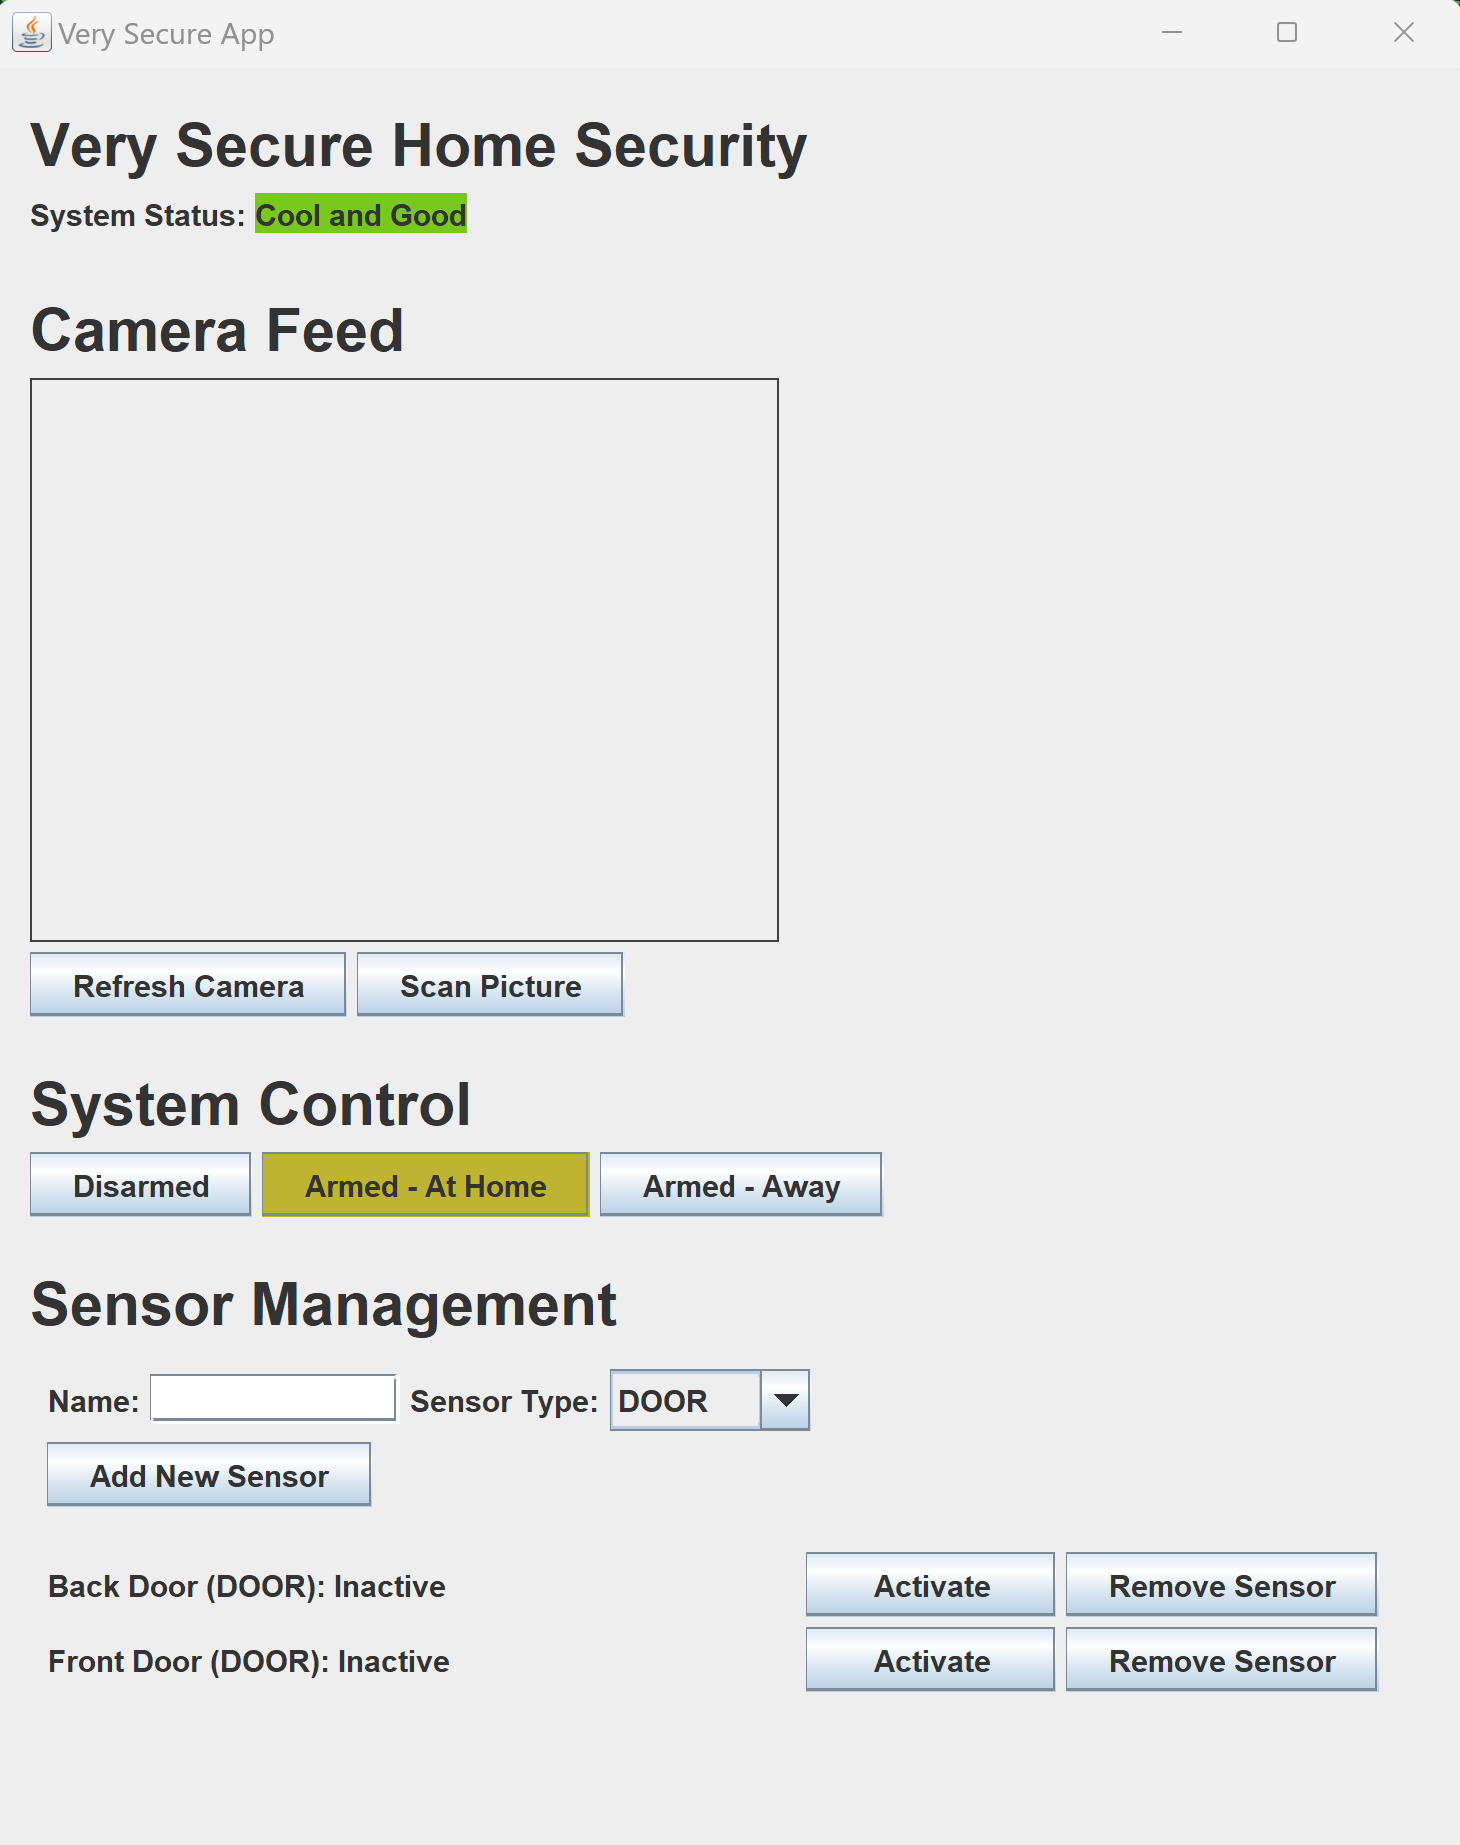 Very Secure App
Very Secure Home Security
System Status: Cool and Good
Camera Feed
Refresh Camera Scan Picture
System Control
Disarmed Armed - At Home Armed - Away
Sensor Management
Name: Sensor Type: DOOR
Add New Sensor
Back Door (DOOR): Inactive Activate Remove Sensor
Front Door (DOOR): Inactive Activate Remove Sensor